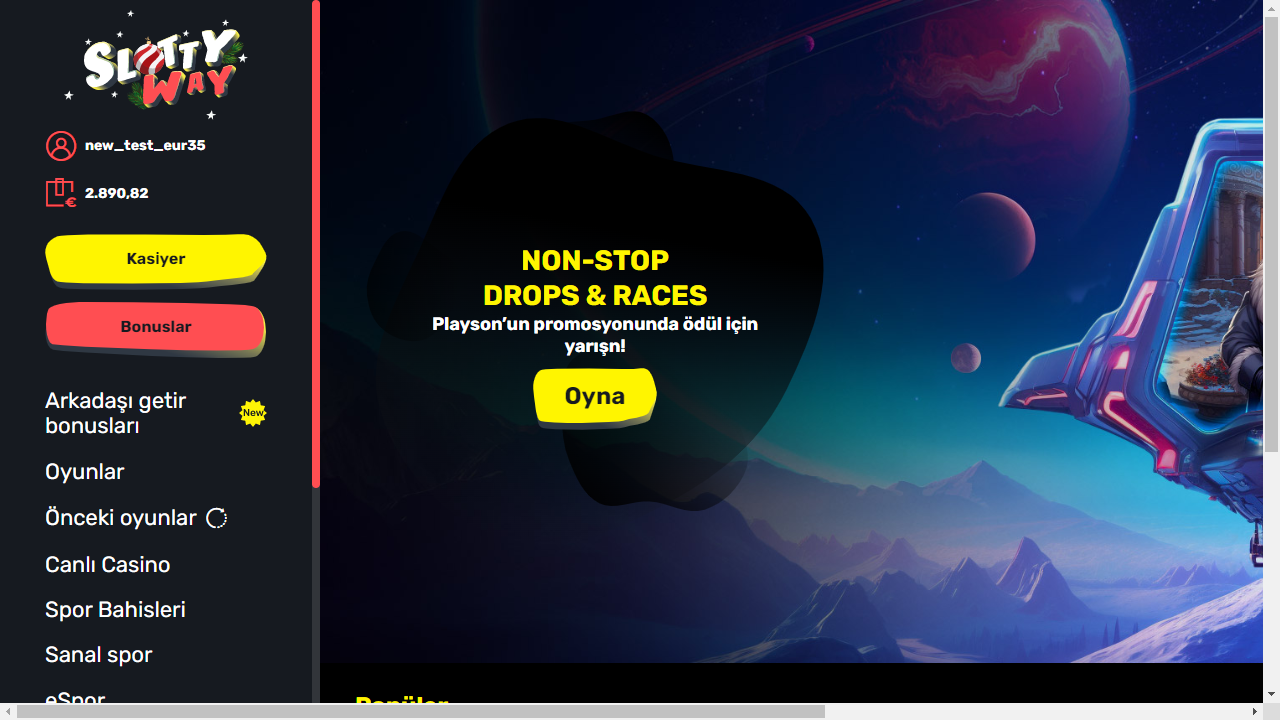 SLOTTY
WAY
new_test_eur35
€
2.890,82
Kasiyer
Bonuslar
Arkadaşı getir
bonusları
New
Oyunlar
Önceki oyunlar
Canlı Casino
Spor Bahisleri
Sanal spor
eSpor
NON-STOP
DROPS & RACES
Playson’un promosyonunda ödül için
yarışn!
Oyna
Popüler